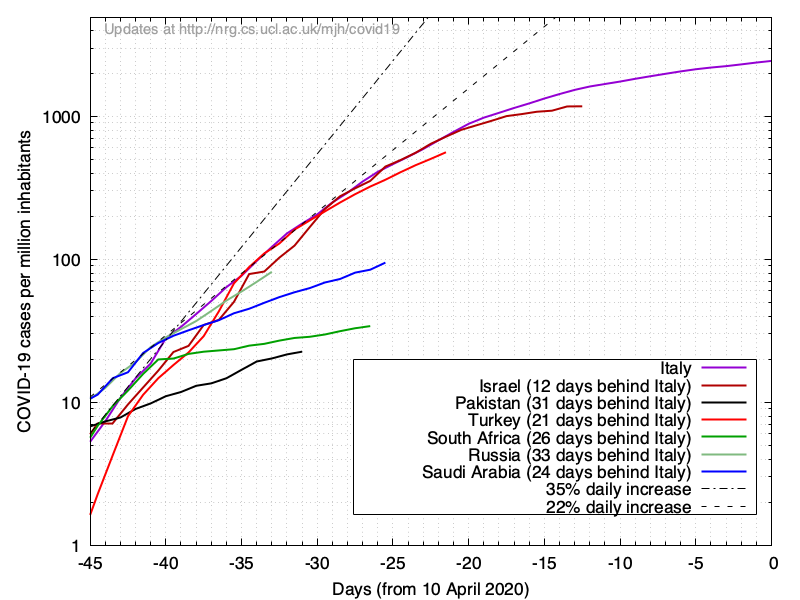 Updates at http://nrg.cs.ucl.ac.uk/mjh/covid19
COVID-19 cases per million inhabitants
1000
100
10
1
Italy
Israel (12 days behind Italy)
Pakistan (31 days behind Italy)
Turkey (21 days behind Italy)
South Africa (26 days behind Italy)
Russia (33 days behind Italy)
Saudi Arabia (24 days behind Italy)
35% daily increase
22% daily increase
-45 -40 -35 -30 -25 -20 -15 -10 -5 0
Days (from 10 April 2020)